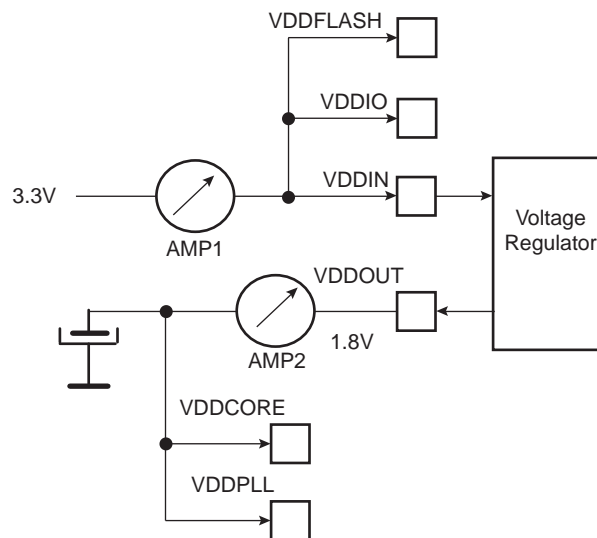 VDDFLASH
VDDIO
VDDIN
3.3V
AMP1
Voltage
Regulator
VDDOUT
1.8V
AMP2
VDDCORE
VDDPLL